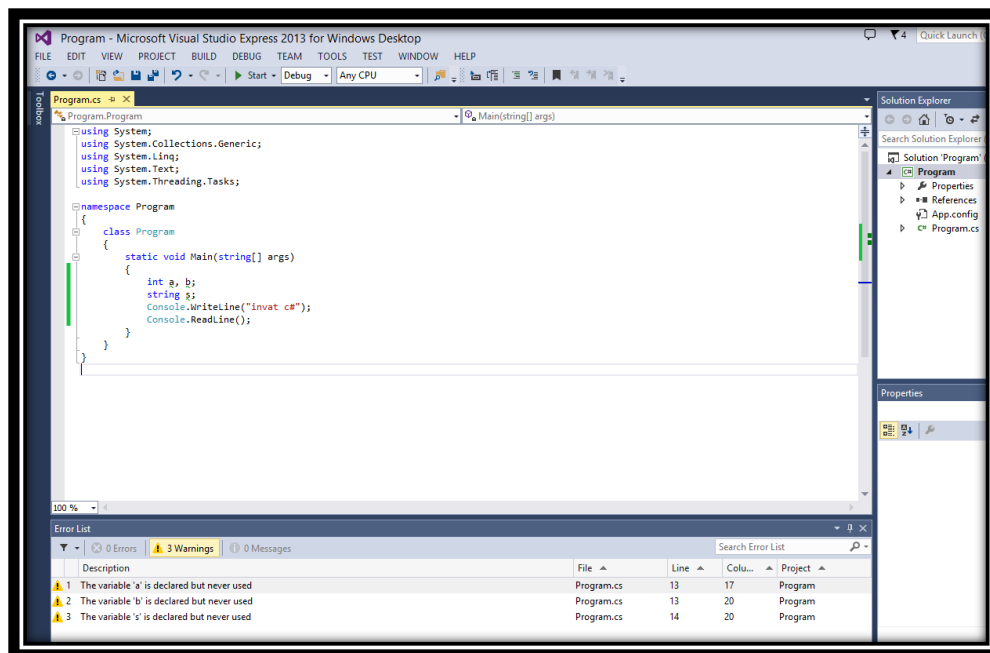 Program - Microsoft Visual Studio Express 2013 for Windows Desktop
4
Quick Launch
FILE EDIT VIEW PROJECT BUILD DEBUG TEAM TOOLS TEST WINDOW HELP
Start Debug Any CPU
Toolbox
Program.cs
Program.Program
Main(string[] args)
using System;
using System.Collections.Generic;
using System.Linq;
using System.Text;
using System.Threading.Tasks;
namespace Program
{
class Program
{
static void Main(string[] args)
{
int a, b;
string s;
Console.WriteLine("invat c#");
Console.ReadLine();
}
}
}
100 %
Solution Explorer
Search Solution Explorer
Solution 'Program'
C# Program
Properties
References
App.config
C# Program.cs
Properties
Error List
0 Errors 3 Warnings 0 Messages
Search Error List
Description File Line Colu... Project
1 The variable 'a' is declared but never used Program.cs 13 17 Program
2 The variable 'b' is declared but never used Program.cs 13 20 Program
3 The variable 's' is declared but never used Program.cs 14 20 Program